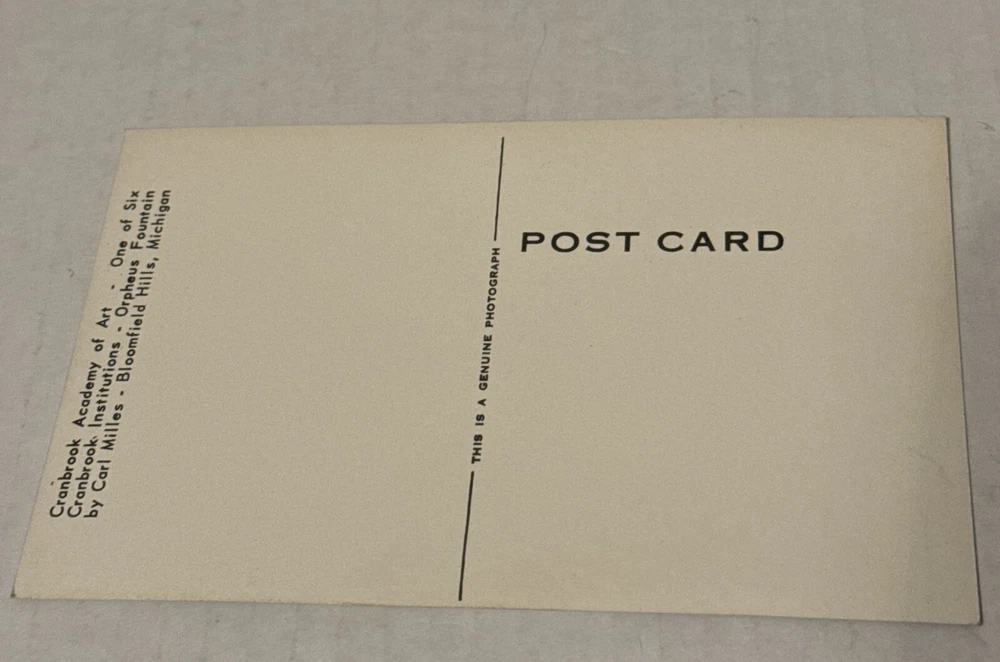 Cranbrook Academy of Art - One of Six
Cranbrook Institutions - Orpheus Fountain
by Carl Milles - Bloomfield Hills, Michigan
THIS IS A GENUINE PHOTOGRAPH
POST CARD